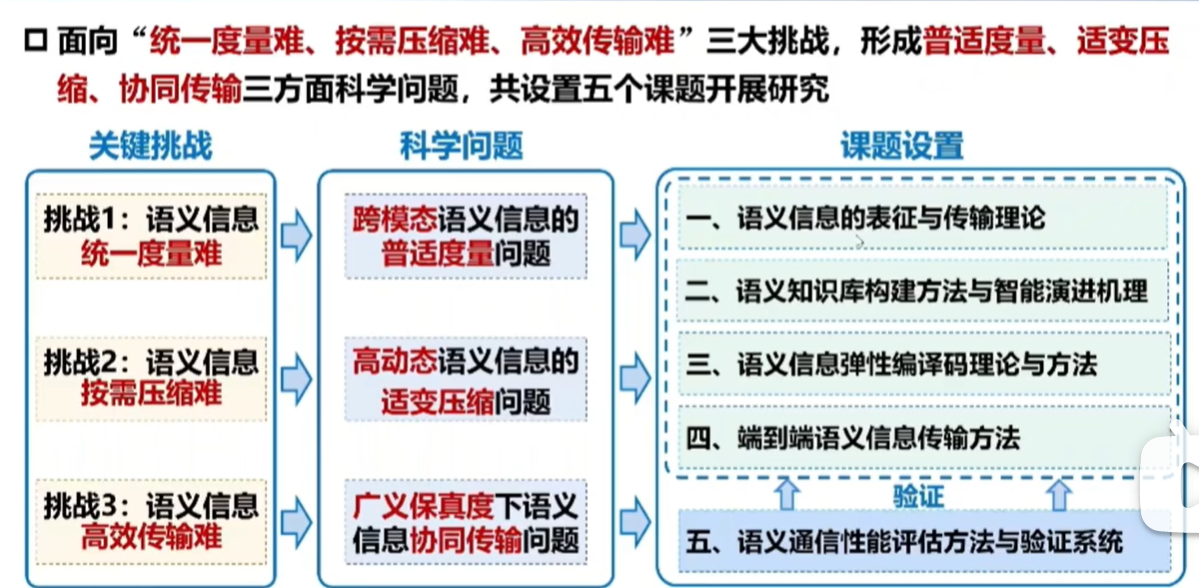 面向“统一度量难、按需压缩难、高效传输难”三大挑战，形成普适度量、适变压
缩、协同传输三方面科学问题，共设置五个课题开展研究
关键挑战
科学问题
课题设置
挑战1：语义信息
统一度量难
跨模态语义信息的
普适度量问题
一、语义信息的表征与传输理论
二、语义知识库构建方法与智能演进机理
挑战2：语义信息
按需压缩难
高动态语义信息的
适变压缩问题
三、语义信息弹性编译码理论与方法
四、端到端语义信息传输方法
挑战3：语义信息
高效传输难
广义保真度下语义
信息协同传输问题
验证
五、语义通信性能评估方法与验证系统